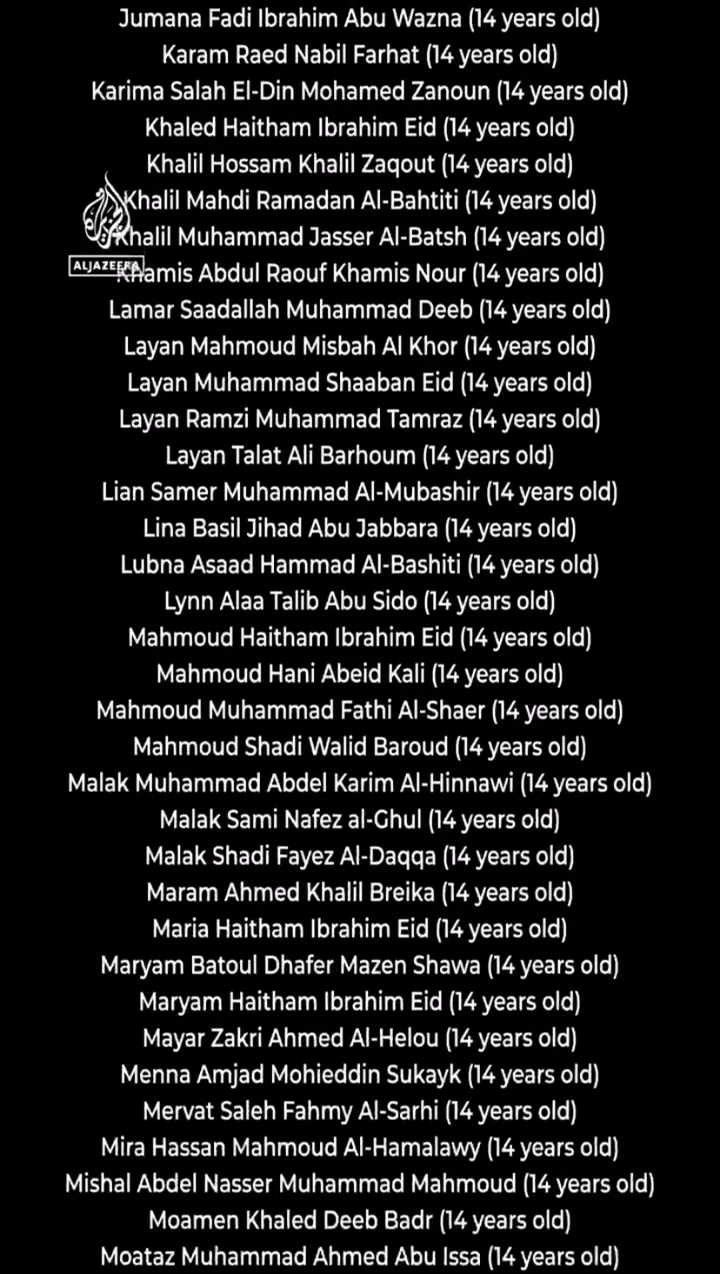 Jumana Fadi Ibrahim Abu Wazna (14 years old)
Karam Raed Nabil Farhat (14 years old)
Karima Salah El-Din Mohamed Zanoun (14 years old)
Khaled Haitham Ibrahim Eid (14 years old)
Khalil Hossam Khalil Zaqout (14 years old)
Khalil Mahdi Ramadan Al-Bahtiti (14 years old)
Khalil Muhammad Jasser Al-Batsh (14 years old)
ALJAZEERA
Khamis Abdul Raouf Khamis Nour (14 years old)
Lamar Saadallah Muhammad Deeb (14 years old)
Layan Mahmoud Misbah Al Khor (14 years old)
Layan Muhammad Shaaban Eid (14 years old)
Layan Ramzi Muhammad Tamraz (14 years old)
Layan Talat Ali Barhoum (14 years old)
Lian Samer Muhammad Al-Mubashir (14 years old)
Lina Basil Jihad Abu Jabbara (14 years old)
Lubna Asaad Hammad Al-Bashiti (14 years old)
Lynn Alaa Talib Abu Sido (14 years old)
Mahmoud Haitham Ibrahim Eid (14 years old)
Mahmoud Hani Abeid Kali (14 years old)
Mahmoud Muhammad Fathi Al-Shaer (14 years old)
Mahmoud Shadi Walid Baroud (14 years old)
Malak Muhammad Abdel Karim Al-Hinnawi (14 years old)
Malak Sami Nafez al-Ghul (14 years old)
Malak Shadi Fayez Al-Daqqa (14 years old)
Maram Ahmed Khalil Breika (14 years old)
Maria Haitham Ibrahim Eid (14 years old)
Maryam Batoul Dhafer Mazen Shawa (14 years old)
Maryam Haitham Ibrahim Eid (14 years old)
Mayar Zakri Ahmed Al-Helou (14 years old)
Menna Amjad Mohieddin Sukayk (14 years old)
Mervat Saleh Fahmy Al-Sarhi (14 years old)
Mira Hassan Mahmoud Al-Hamalawy (14 years old)
Mishal Abdel Nasser Muhammad Mahmoud (14 years old)
Moamen Khaled Deeb Badr (14 years old)
Moataz Muhammad Ahmed Abu Issa (14 years old)